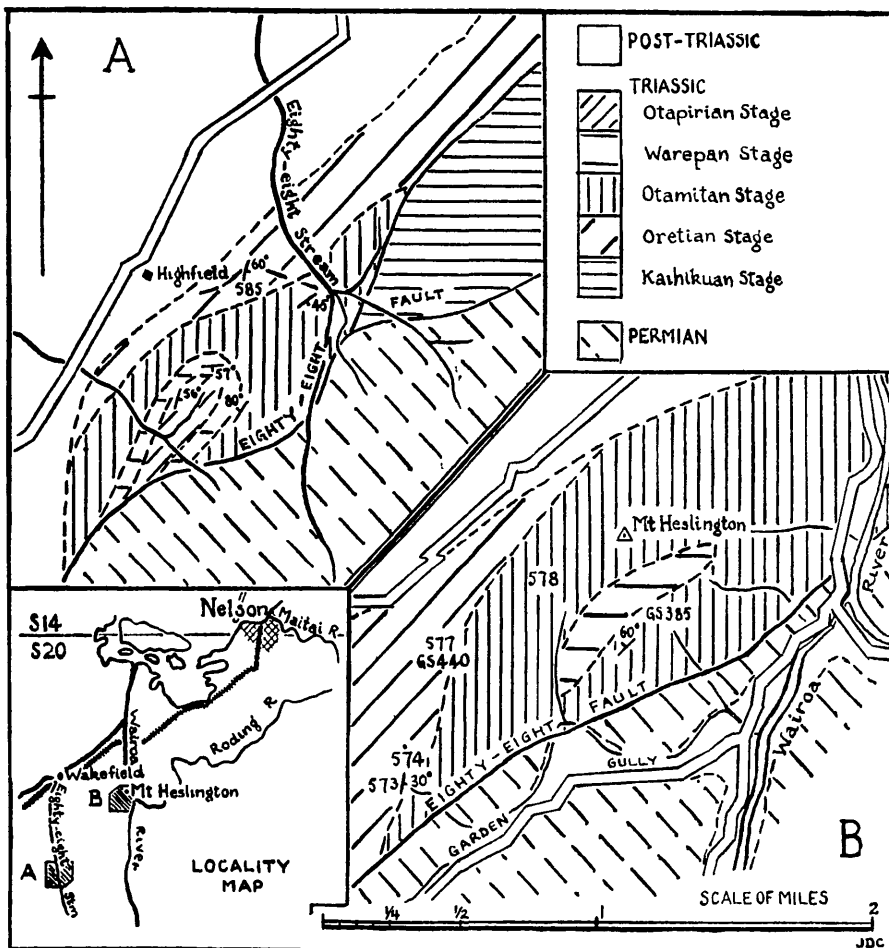 A
Eighty-eight Stream
Highfield
60°
S85
45°
FAULT
57°
56°
80°
EIGHTY-EIGHT
POST-TRIASSIC
TRIASSIC
Otapirian Stage
Warepan Stage
Otamitan Stage
Oretian Stage
Kaihikuan Stage
PERMIAN
Mt Heslington
578
GS385
60°
577
GS440
574
573
30°
EIGHTY-EIGHT FAULT
GARDEN GULLY
Wairoa River
B
SCALE OF MILES
1/4
1/2
1
2
JDC
Nelson
Maitai R
S14
S20
Roding R
Wairoa River
Wakefield
B
Mt Heslington
Eighty-eight Stm
A
LOCALITY
MAP